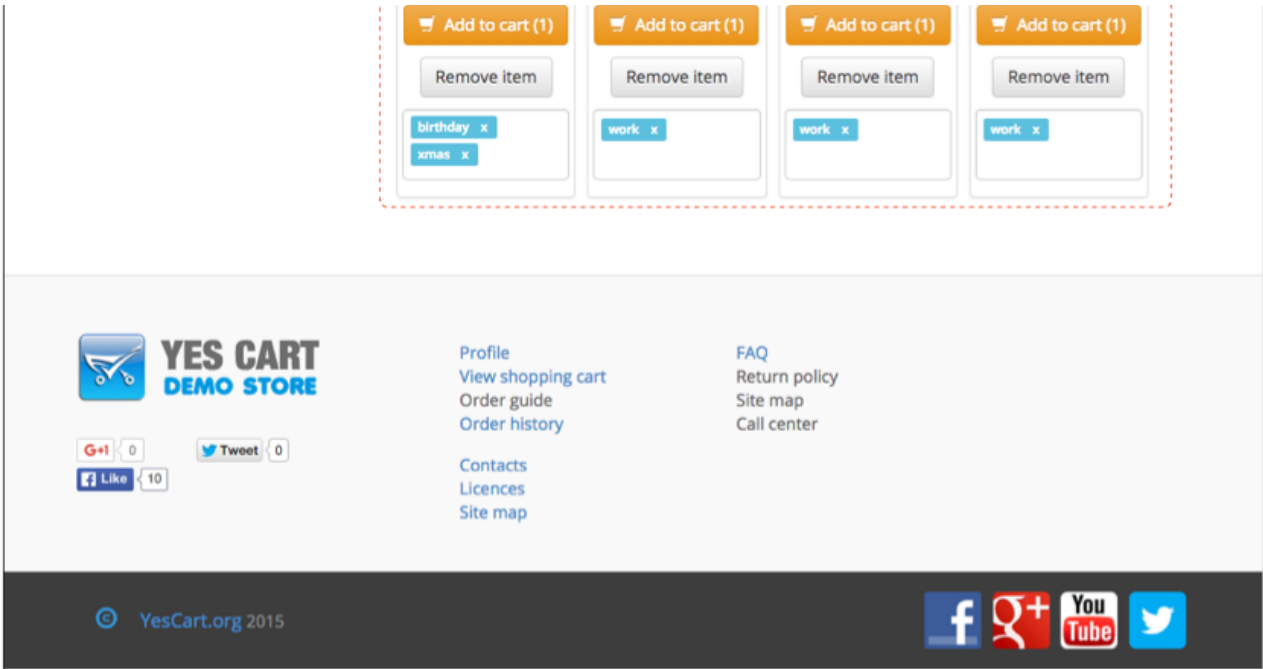 Add to cart (1) Add to cart (1) Add to cart (1) Add to cart (1)
Remove item Remove item Remove item Remove item
birthday x work x work x work x
xmas x
YES CART
DEMO STORE
G+1 0 Tweet 0
Like 10
Profile
View shopping cart
Order guide
Order history
Contacts
Licences
Site map
FAQ
Return policy
Site map
Call center
© YesCart.org 2015
f g+ You Tube